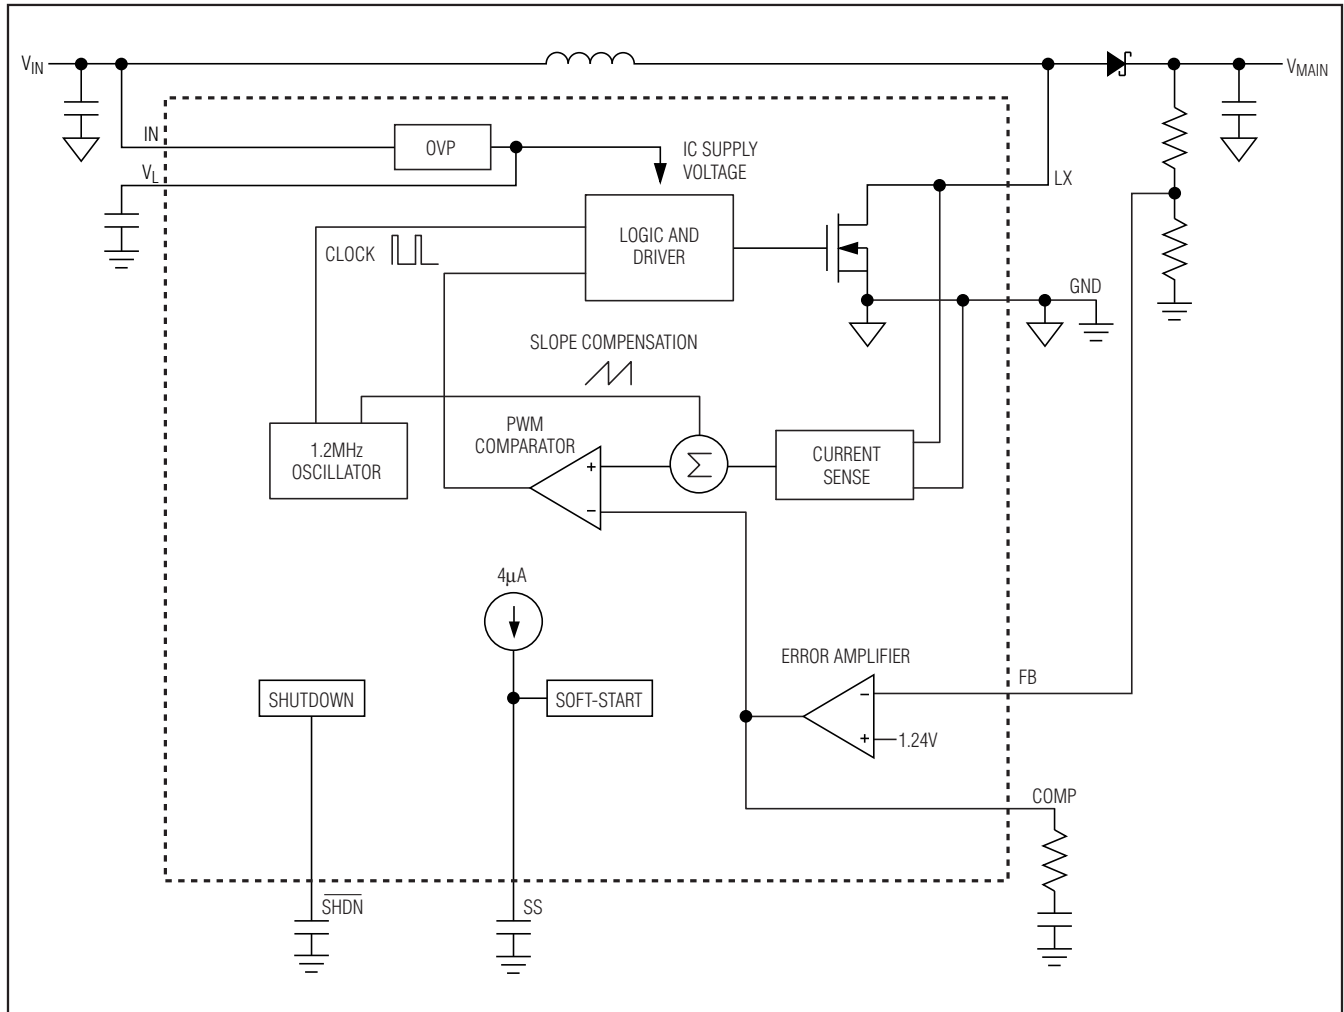 VIN
VMAIN
IN
OVP
IC SUPPLY
VOLTAGE
VL
LX
LOGIC AND
DRIVER
CLOCK
GND
SLOPE COMPENSATION
PWM
COMPARATOR
1.2MHz
OSCILLATOR
+
Σ
CURRENT
SENSE
−
4µA
ERROR AMPLIFIER
FB
SHUTDOWN
SOFT-START
−
+
1.24V
COMP
SHDN
SS